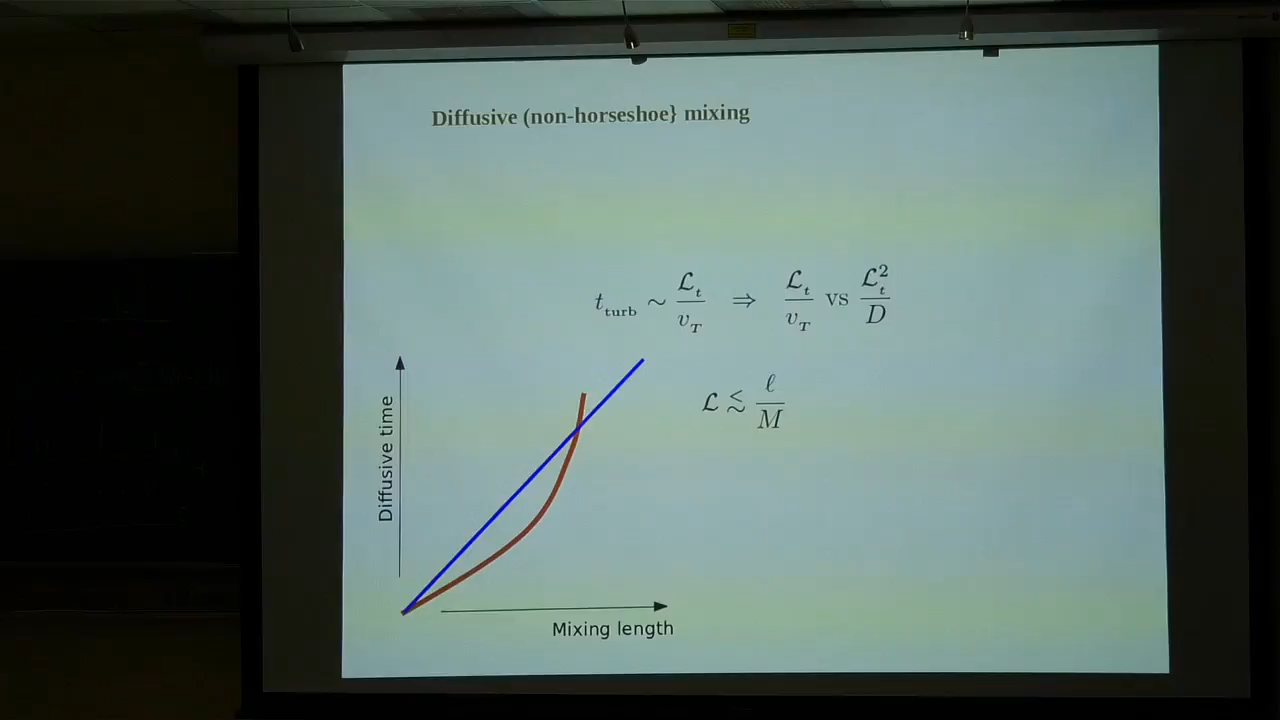 Diffusive (non-horseshoe} mixing
t_turb ∼ ℒ_t / v_T ⇒ ℒ_t / v_T vs ℒ_t^2 / D
ℒ ≲ ℓ / M
Diffusive time
Mixing length